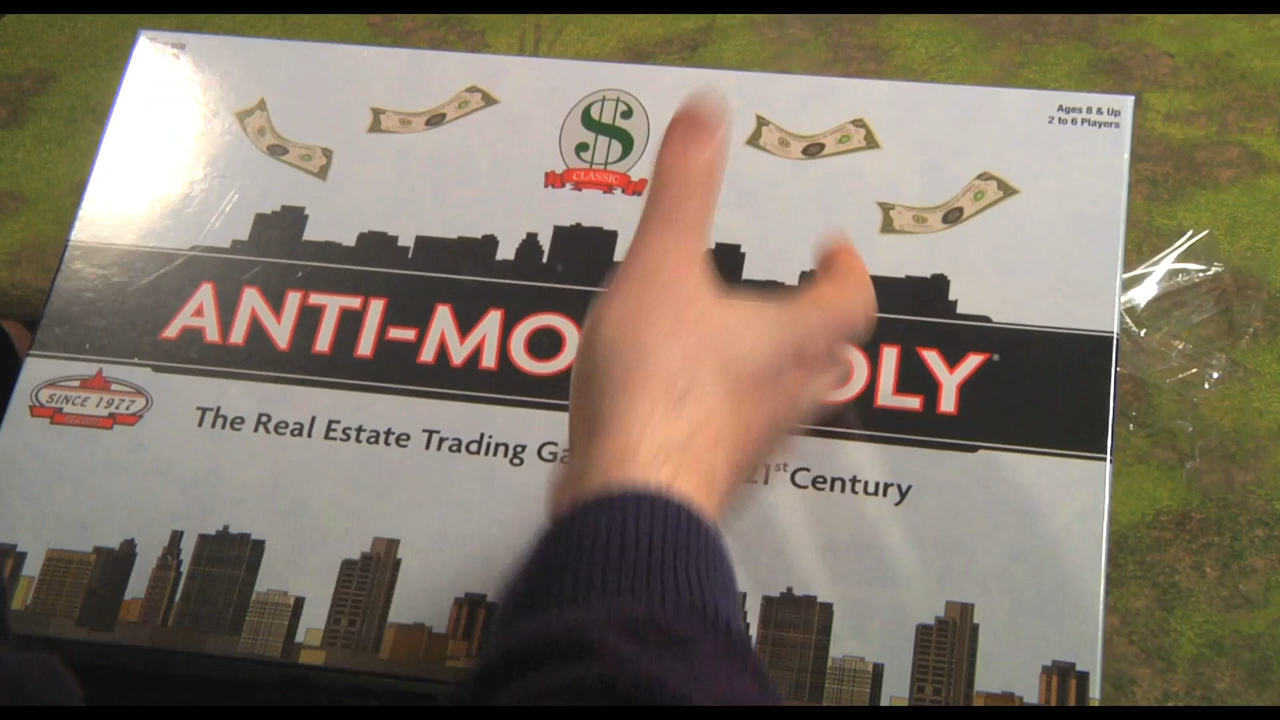 Ages 8 & Up
2 to 6 Players
$
CLASSIC
ANTI-MO OLY
SINCE 1977
The Real Estate Trading Ga 21st Century